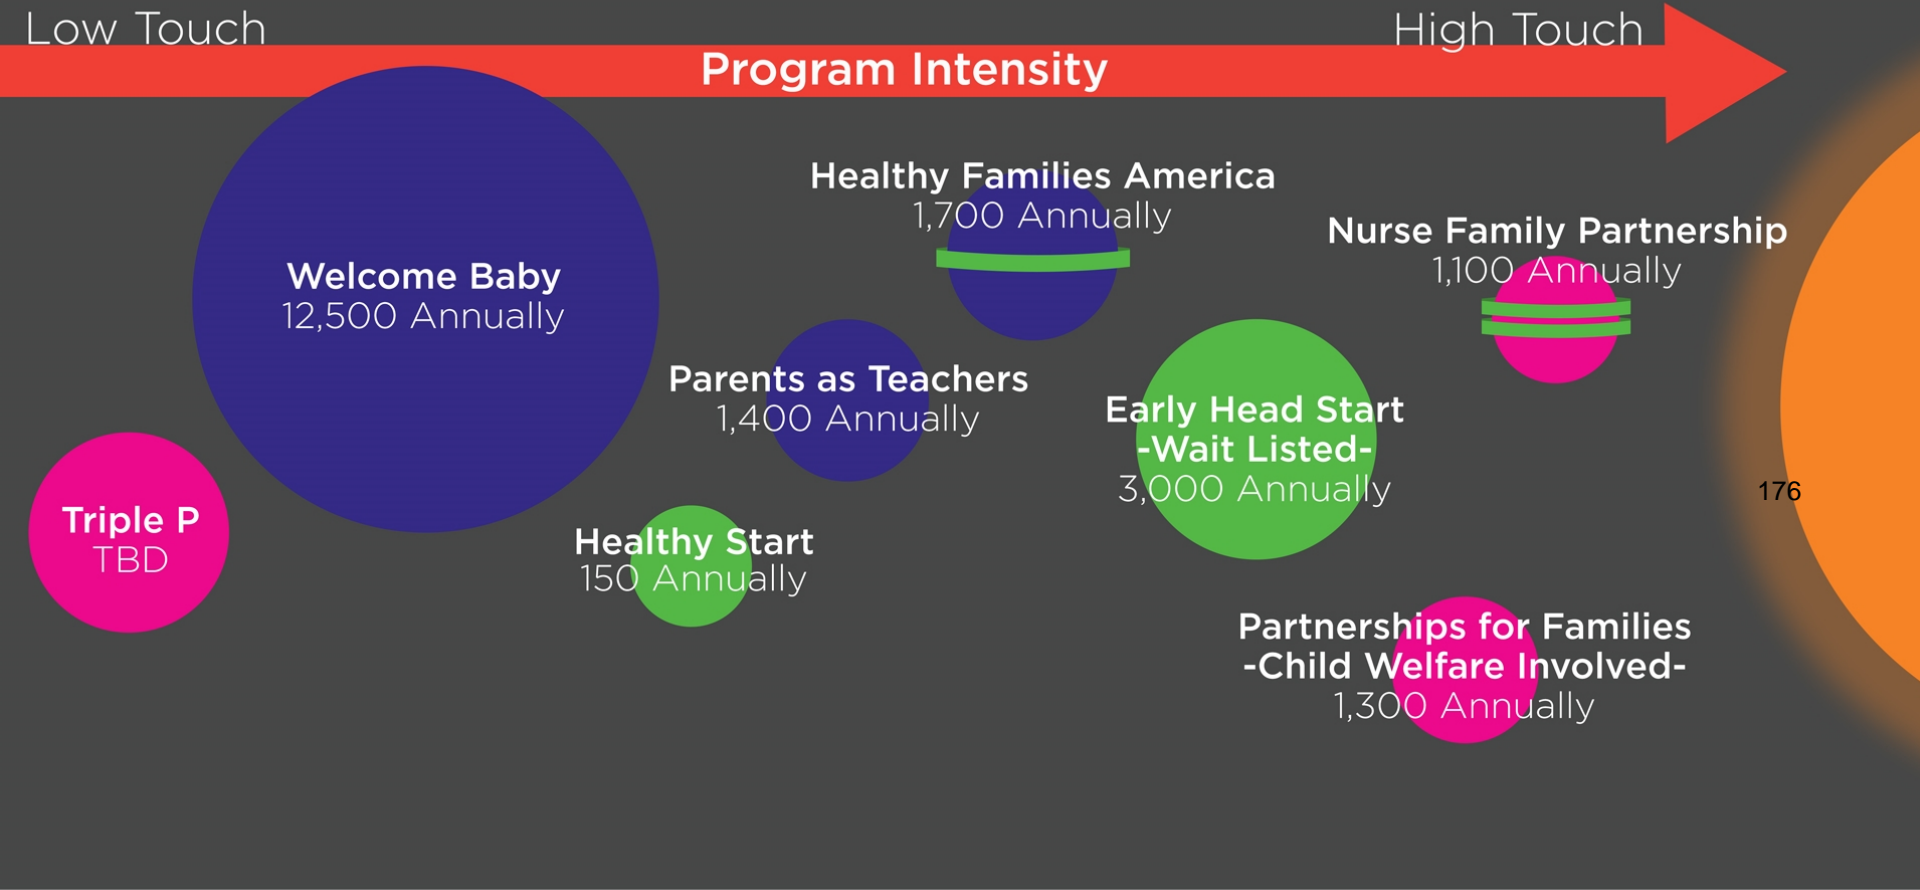 Low Touch
High Touch
Program Intensity
Healthy Families America
1,700 Annually
Nurse Family Partnership
1,100 Annually
Welcome Baby
12,500 Annually
Parents as Teachers
1,400 Annually
Early Head Start
-Wait Listed-
3,000 Annually
176
Triple P
TBD
Healthy Start
150 Annually
Partnerships for Families
-Child Welfare Involved-
1,300 Annually